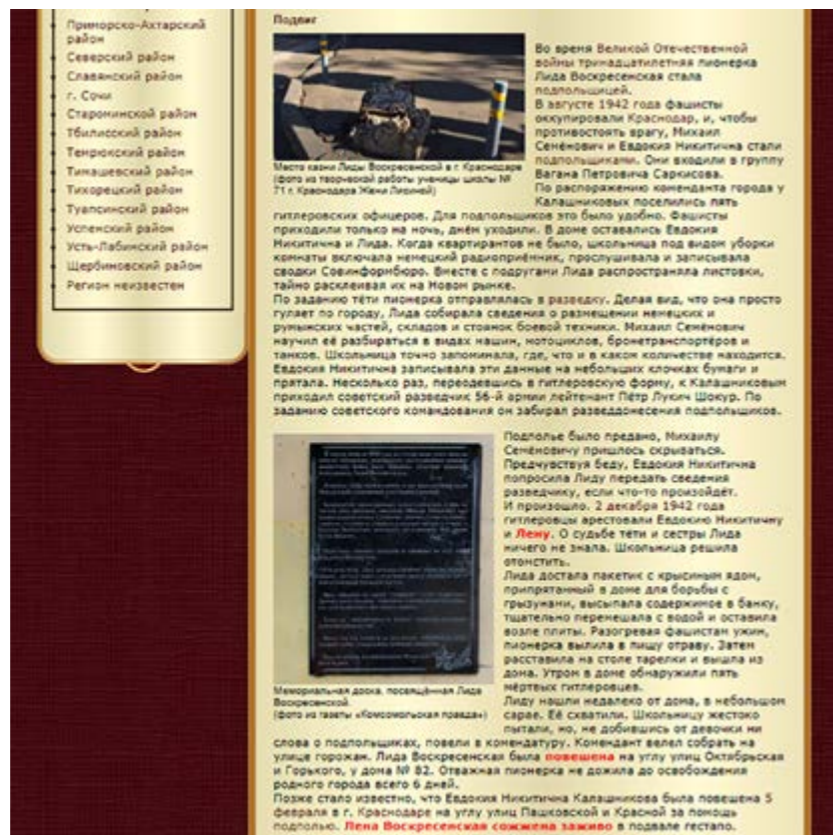 Приморско-Ахтарский
район
Северский район
Славянский район
г. Сочи
Староминской район
Тбилисский район
Темрюкский район
Тимашевский район
Тихорецкий район
Туапсинский район
Успенский район
Усть-Лабинский район
Щербиновский район
Регион неизвестен
Подвиг
Во время Великой Отечественной
войны тринадцатилетняя пионерка
Лида Воскресенская стала
подпольщицей.
В августе 1942 года фашисты
оккупировали Краснодар, и, чтобы
противостоять врагу, Михаил
Семёнович и Евдокия Никитична стали
подпольщиками. Они входили в группу
Вагана Петровича Саркисова.
По распоряжению коменданта города у
Калашниковых поселились пять
Место казни Лиды Воскресенской в г. Краснодаре
(фото из творческой работы ученицы школы №
71 г. Краснодара Жени Лисиной)
гитлеровских офицеров. Для подпольщиков это было удобно. Фашисты
приходили только на ночь, днём уходили. В доме оставались Евдокия
Никитична и Лида. Когда квартирантов не было, школьница под видом уборки
комнаты включала немецкий радиоприёмник, прослушивала и записывала
сводки Совинформбюро. Вместе с подругами Лида распространяла листовки,
тайно расклеивая их на Новом рынке.
По заданию тёти пионерка отправлялась в разведку. Делая вид, что она просто
гуляет по городу, Лида собирала сведения о размещении немецких и
румынских частей, складов и стоянок боевой техники. Михаил Семёнович
научил её разбираться в видах машин, мотоциклов, бронетранспортёров и
танков. Школьница точно запоминала, где, что и в каком количестве находится.
Евдокия Никитична записывала эти данные на небольших клочках бумаги и
прятала. Несколько раз, переодевшись в гитлеровскую форму, к Калашниковым
приходил советский разведчик 56-й армии лейтенант Пётр Лукич Шокур. По
заданию советского командования он забирал разведдонесения подпольщиков.
Подполье было предано, Михаилу
Семёновичу пришлось скрываться.
Предчувствуя беду, Евдокия Никитична
попросила Лиду передать сведения
разведчику, если что-то произойдёт.
И произошло. 2 декабря 1942 года
гитлеровцы арестовали Евдокию Никитичну
и Лену. О судьбе тёти и сестры Лида
ничего не знала. Школьница решила
отомстить.
Лида достала пакетик с крысиным ядом,
припрятанный в доме для борьбы с
грызунами, высыпала содержимое в банку,
тщательно перемешала с водой и оставила
возле плиты. Разогревая фашистам ужин,
пионерка вылила в пищу отраву. Затем
расставила на столе тарелки и вышла из
дома. Утром в доме обнаружили пять
мёртвых гитлеровцев.
Лиду нашли недалеко от дома, в небольшом
сарае. Её схватили. Школьницу жестоко
пытали, но, не добившись от девочки ни
Мемориальная доска, посвящённая Лида
Воскресенской.
(фото из газеты «Комсомольская правда»)
слова о подпольщиках, повели в комендатуру. Комендант велел собрать на
улице горожан. Лида Воскресенская была повешена на углу улиц Октябрьская
и Горького, у дома № 82. Отважная пионерка не дожила до освобождения
родного города всего 6 дней.
Позже стало известно, что Евдокия Никитична Калашникова была повешена 5
февраля в г. Краснодаре на углу улиц Пашковской и Красной за помощь
подполью. Лена Воскресенская сожжена заживо в подвале гестапо.